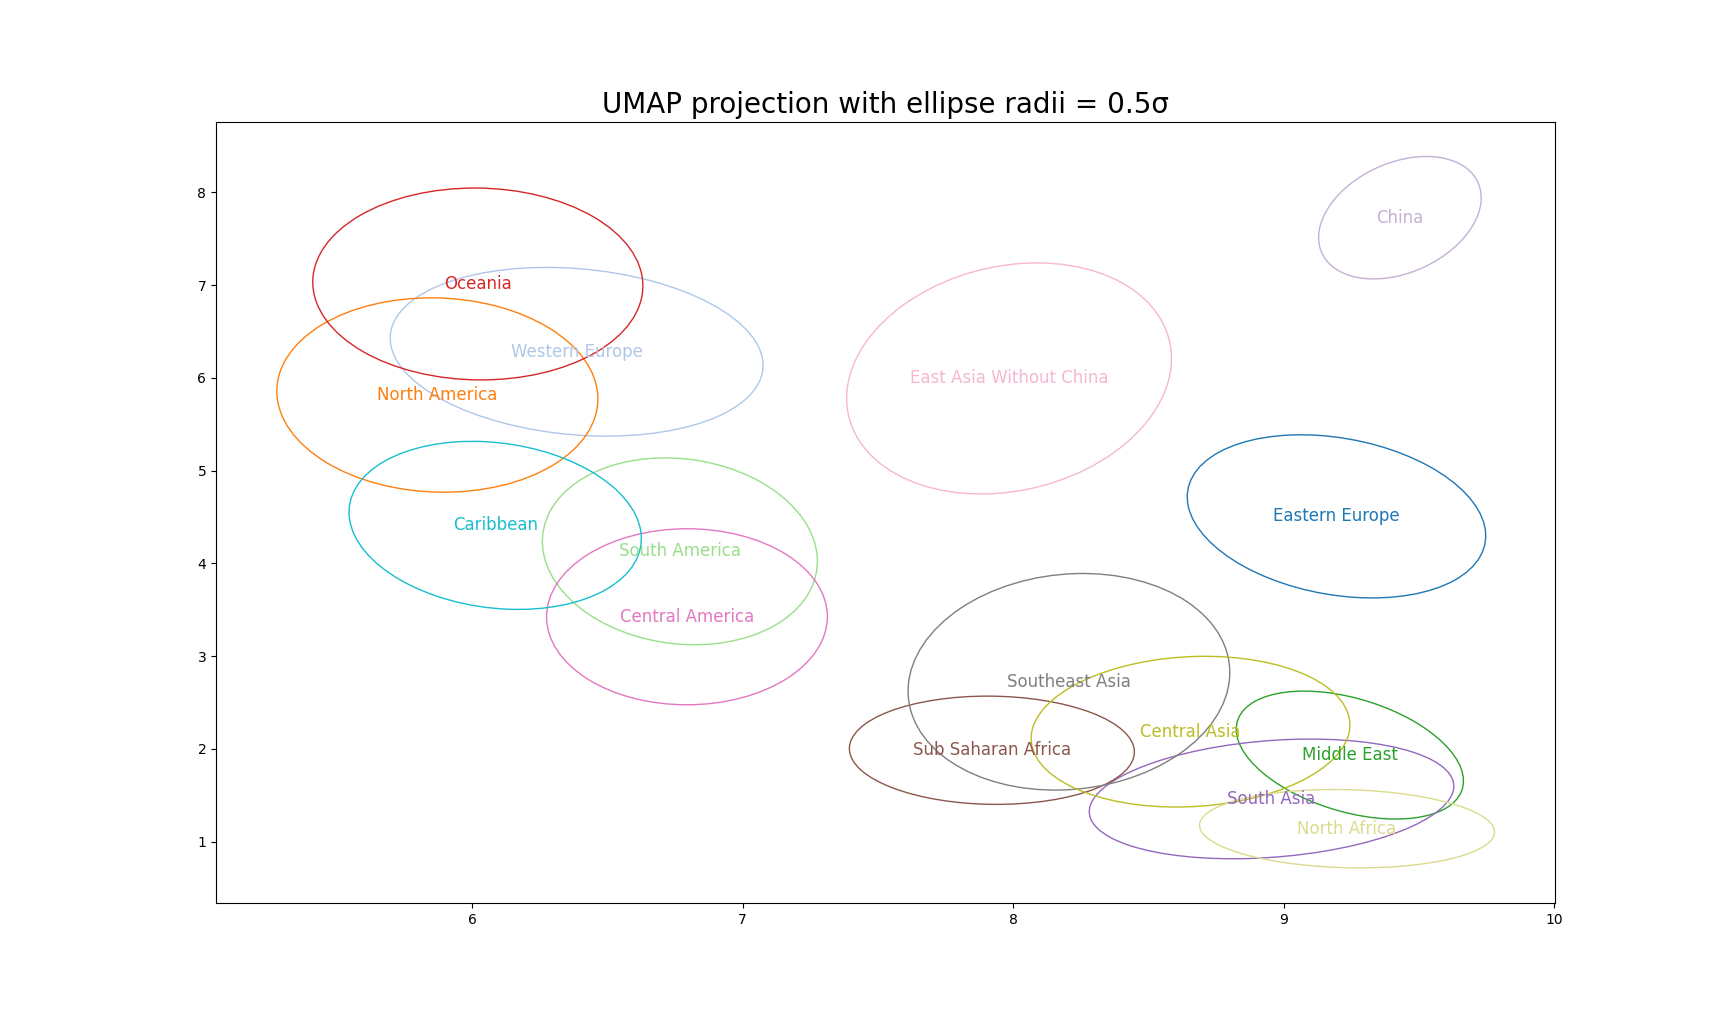 UMAP projection with ellipse radii = 0.5σ
8
7
6
5
4
3
2
1
China
Oceania
Western Europe
East Asia Without China
North America
Eastern Europe
Caribbean
South America
Central America
Southeast Asia
Central Asia
Sub Saharan Africa
Middle East
South Asia
North Africa
6 7 8 9 10